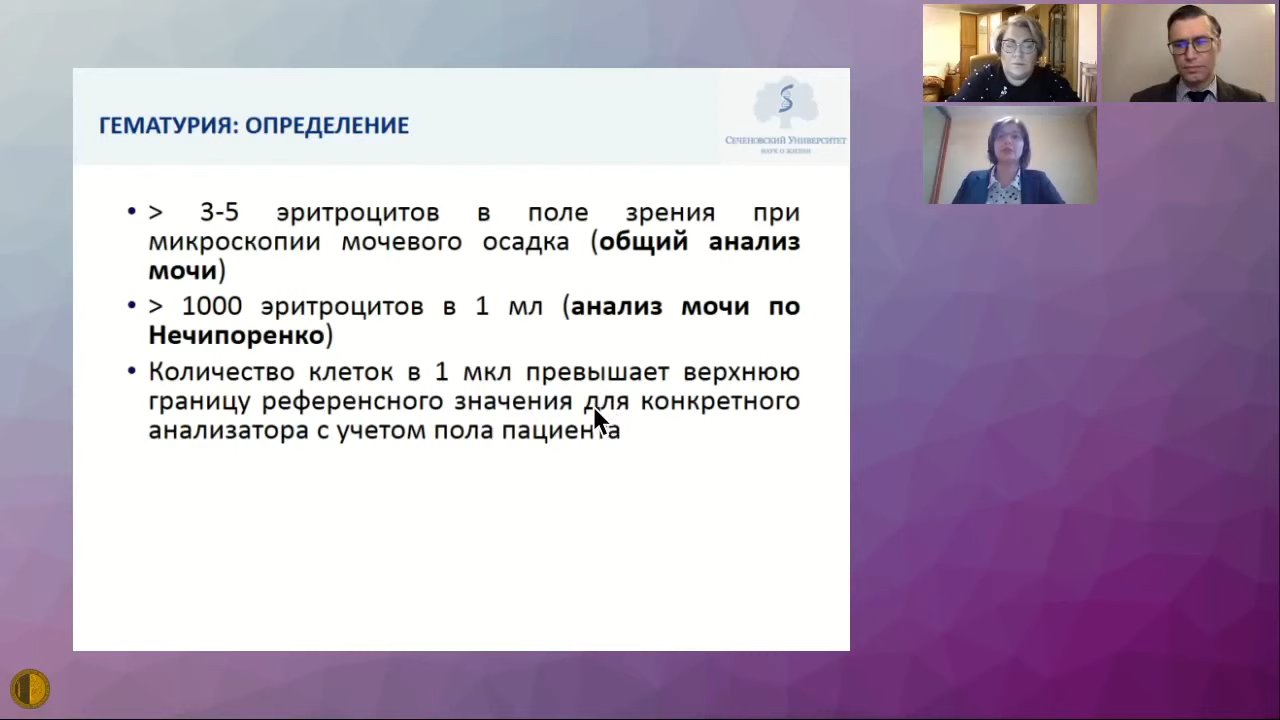 ГЕМАТУРИЯ: ОПРЕДЕЛЕНИЕ
СЕЧЕНОВСКИЙ УНИВЕРСИТЕТ
НАУК О ЖИЗНИ
• > 3-5 эритроцитов в поле зрения при
микроскопии мочевого осадка (общий анализ
мочи)
• > 1000 эритроцитов в 1 мл (анализ мочи по
Нечипоренко)
• Количество клеток в 1 мкл превышает верхнюю
границу референсного значения для конкретного
анализатора с учетом пола пациента